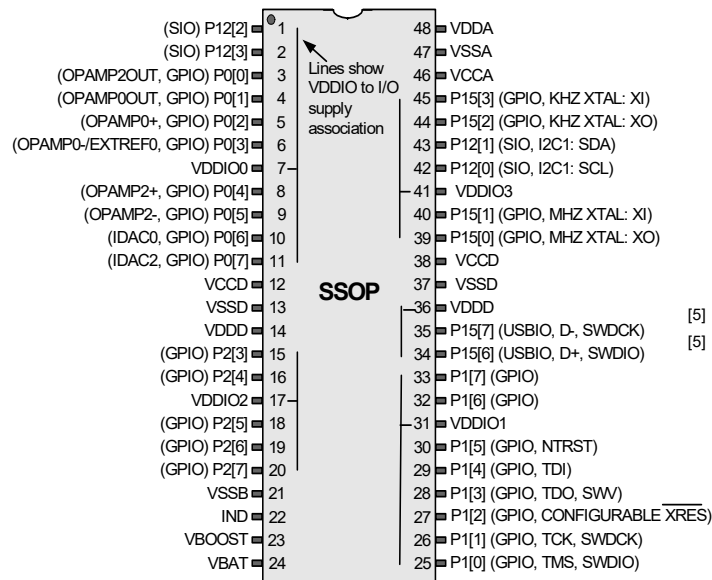 (SIO) P12[2] 1 48 VDDA
(SIO) P12[3] 2 47 VSSA
(OPAMP2OUT, GPIO) P0[0] 3 46 VCCA
(OPAMP0OUT, GPIO) P0[1] 4 45 P15[3] (GPIO, KHZ XTAL: XI)
(OPAMP0+, GPIO) P0[2] 5 44 P15[2] (GPIO, KHZ XTAL: XO)
(OPAMP0-/EXTREF0, GPIO) P0[3] 6 43 P12[1] (SIO, I2C1: SDA)
VDDIO0 7 42 P12[0] (SIO, I2C1: SCL)
(OPAMP2+, GPIO) P0[4] 8 41 VDDIO3
(OPAMP2-, GPIO) P0[5] 9 40 P15[1] (GPIO, MHZ XTAL: XI)
(IDAC0, GPIO) P0[6] 10 39 P15[0] (GPIO, MHZ XTAL: XO)
(IDAC2, GPIO) P0[7] 11 38 VCCD
VCCD 12 37 VSSD
VSSD 13 36 VDDD
VDDD 14 35 P15[7] (USBIO, D-, SWDCK) [5]
(GPIO) P2[3] 15 34 P15[6] (USBIO, D+, SWDIO) [5]
(GPIO) P2[4] 16 33 P1[7] (GPIO)
VDDIO2 17 32 P1[6] (GPIO)
(GPIO) P2[5] 18 31 VDDIO1
(GPIO) P2[6] 19 30 P1[5] (GPIO, NTRST)
(GPIO) P2[7] 20 29 P1[4] (GPIO, TDI)
VSSB 21 28 P1[3] (GPIO, TDO, SWV)
IND 22 27 P1[2] (GPIO, CONFIGURABLE XRES)
VBOOST 23 26 P1[1] (GPIO, TCK, SWDCK)
VBAT 24 25 P1[0] (GPIO, TMS, SWDIO)
Lines show
VDDIO to I/O
supply
association
SSOP